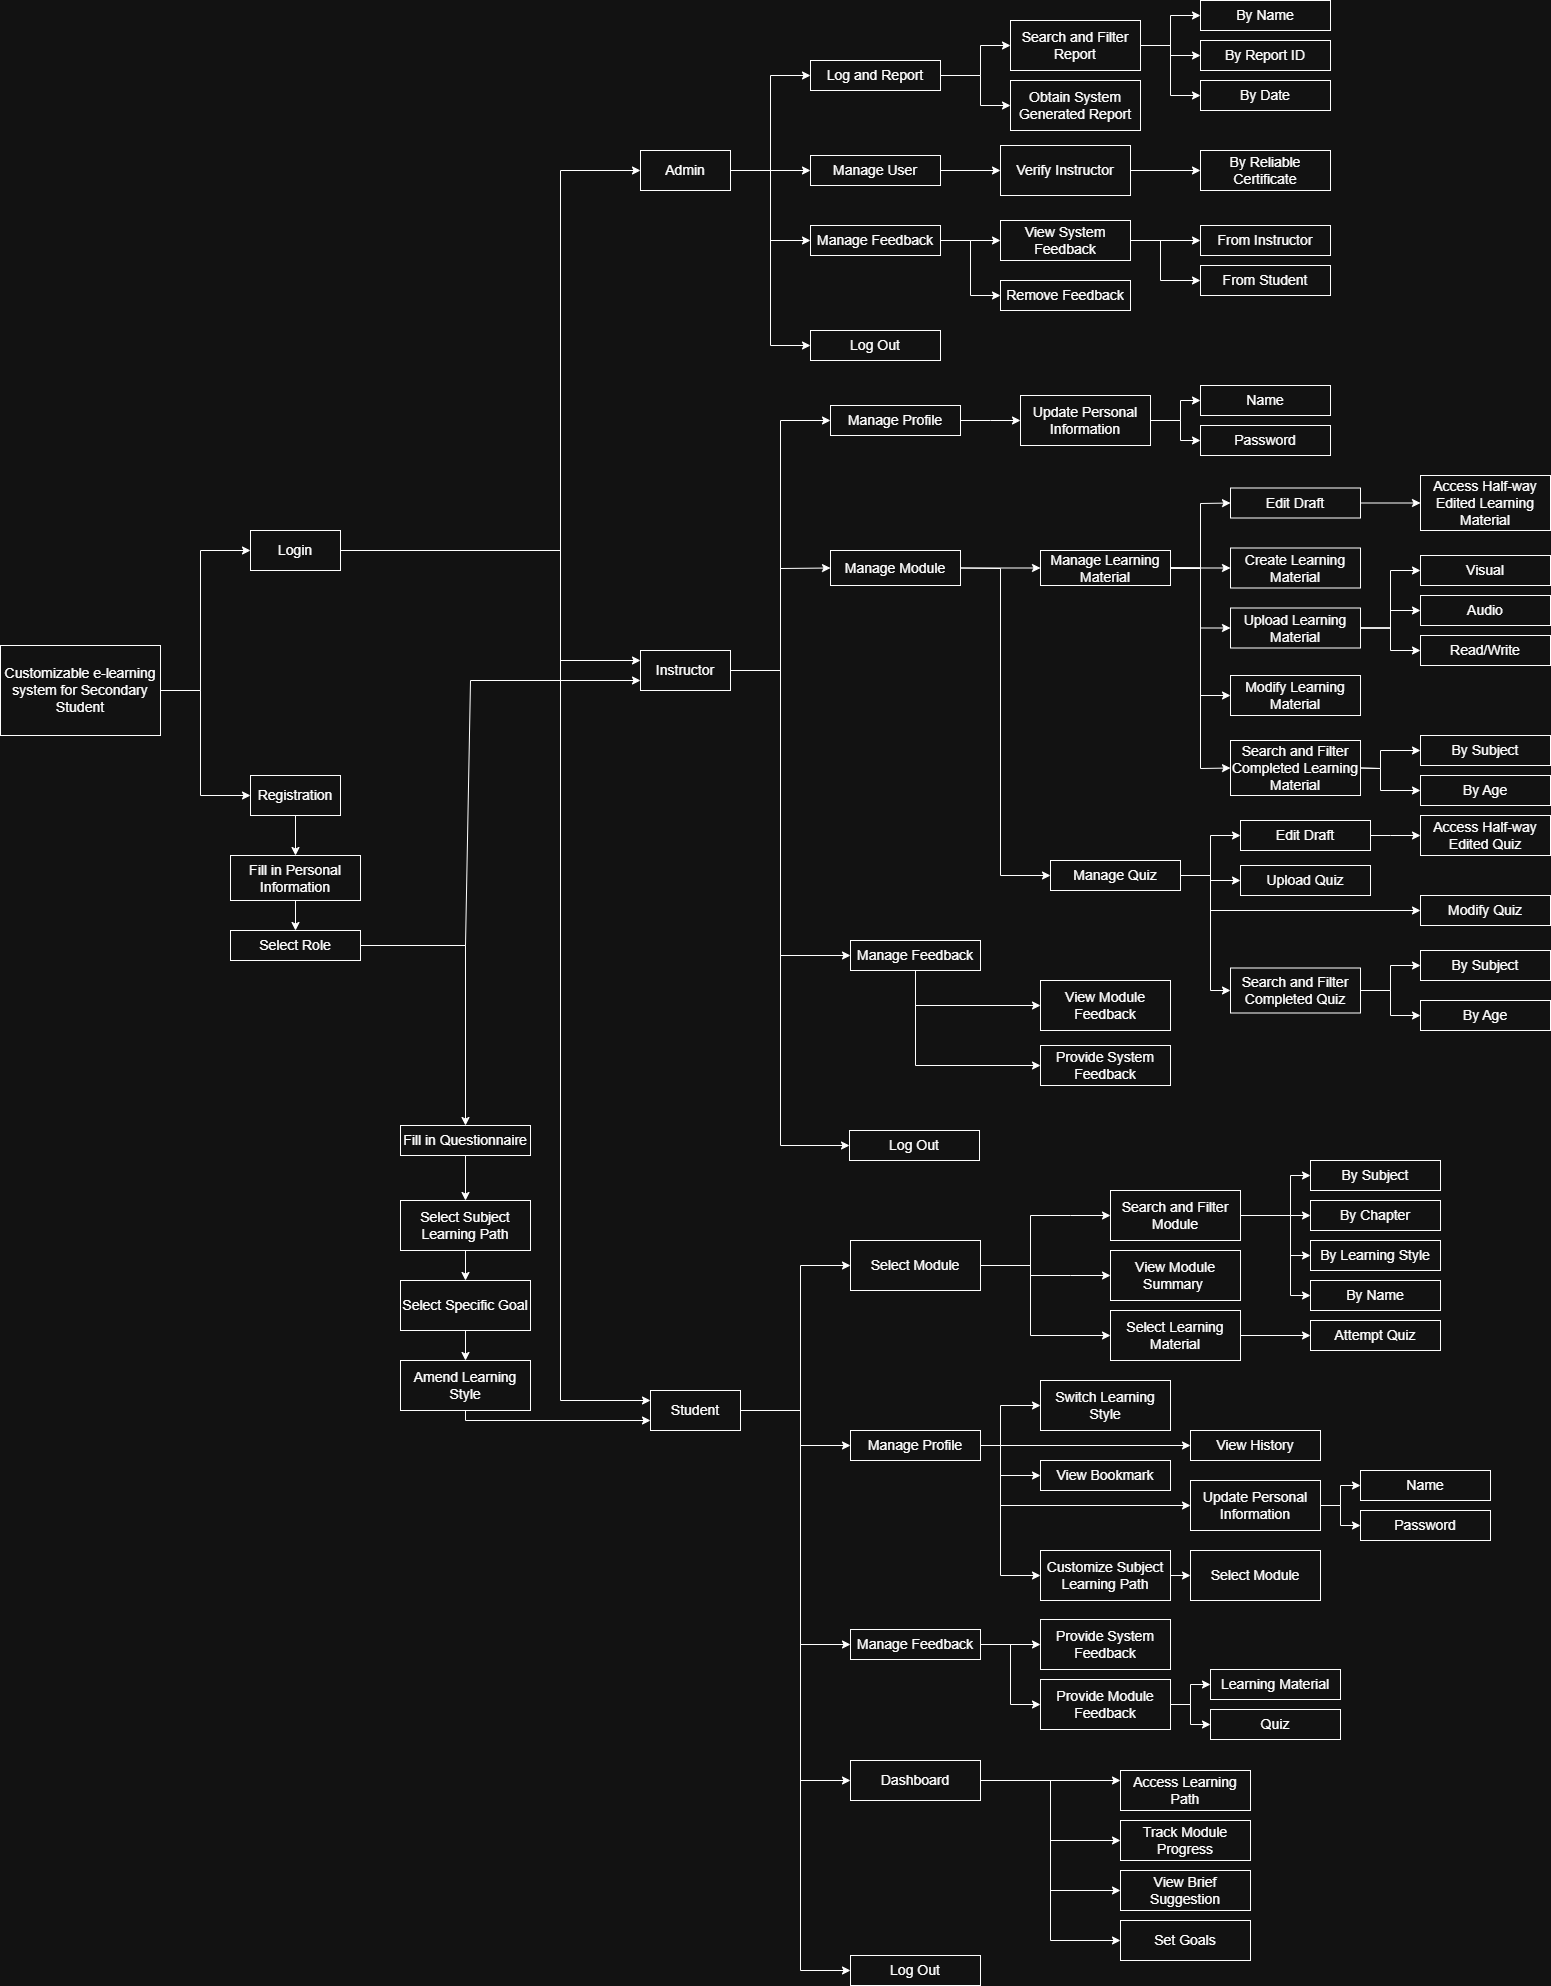 By Name
Search and Filter
Report
By Report ID
Log and Report
By Date
Obtain System
Generated Report
Admin
Manage User
Verify Instructor
By Reliable
Certificate
Manage Feedback
View System
Feedback
From Instructor
From Student
Remove Feedback
Log Out
Manage Profile
Update Personal
Information
Name
Password
Edit Draft
Access Half-way
Edited Learning
Material
Login
Manage Module
Manage Learning
Material
Create Learning
Material
Visual
Upload Learning
Material
Audio
Read/Write
Customizable e-learning
system for Secondary
Student
Instructor
Modify Learning
Material
Search and Filter
Completed Learning
Material
By Subject
By Age
Registration
Edit Draft
Access Half-way
Edited Quiz
Fill in Personal
Information
Manage Quiz
Upload Quiz
Modify Quiz
Select Role
Manage Feedback
Search and Filter
Completed Quiz
By Subject
By Age
View Module
Feedback
Provide System
Feedback
Fill in Questionnaire
Log Out
Select Subject
Learning Path
Select Specific Goal
Amend Learning
Style
Student
Select Module
Search and Filter
Module
By Subject
By Chapter
By Learning Style
By Name
View Module
Summary
Select Learning
Material
Attempt Quiz
Switch Learning
Style
Manage Profile
View History
View Bookmark
Update Personal
Information
Name
Password
Customize Subject
Learning Path
Select Module
Manage Feedback
Provide System
Feedback
Provide Module
Feedback
Learning Material
Quiz
Dashboard
Access Learning
Path
Track Module
Progress
View Brief
Suggestion
Set Goals
Log Out